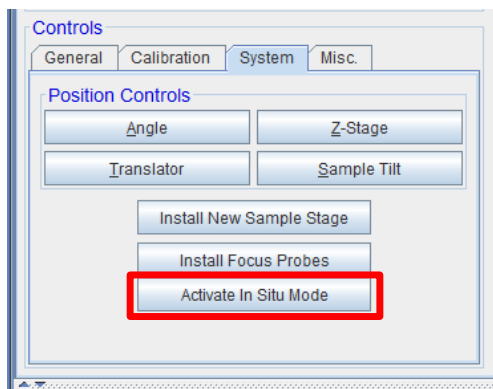 Controls
General Calibration System Misc.
Position Controls
Angle Z-Stage
Translator Sample Tilt
Install New Sample Stage
Install Focus Probes
Activate In Situ Mode